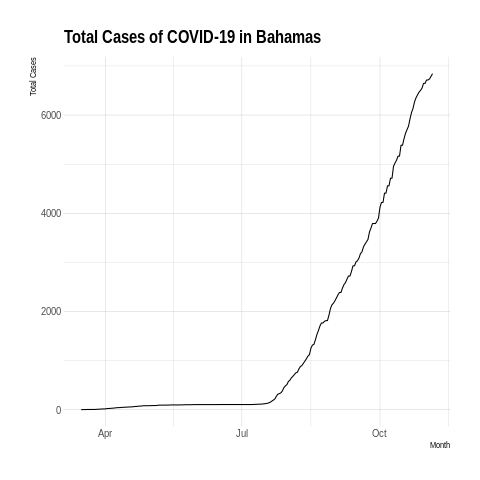 Total Cases of COVID-19 in Bahamas
Total Cases
6000
4000
2000
0
Apr Jul Oct
Month